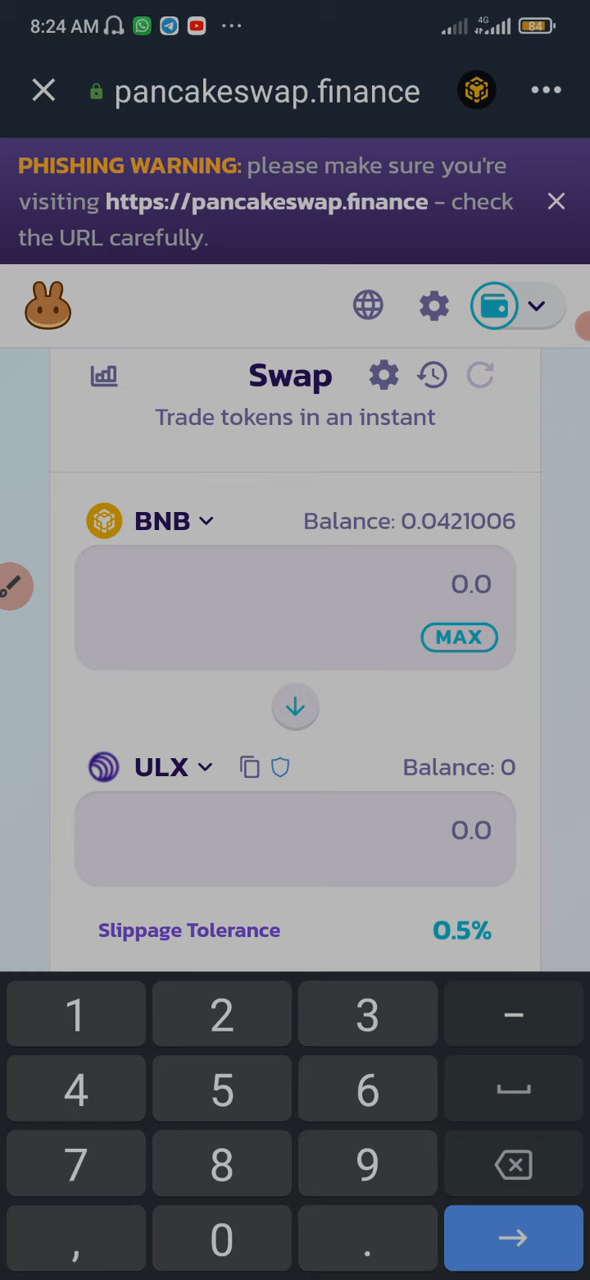 8:24 AM 4G 84
pancakeswap.finance
PHISHING WARNING: please make sure you're
visiting https://pancakeswap.finance - check
the URL carefully.
Swap
Trade tokens in an instant
BNB Balance: 0.0421006
0.0
MAX
ULX Balance: 0
0.0
Slippage Tolerance 0.5%
1 2 3 -
4 5 6
7 8 9
, 0 .